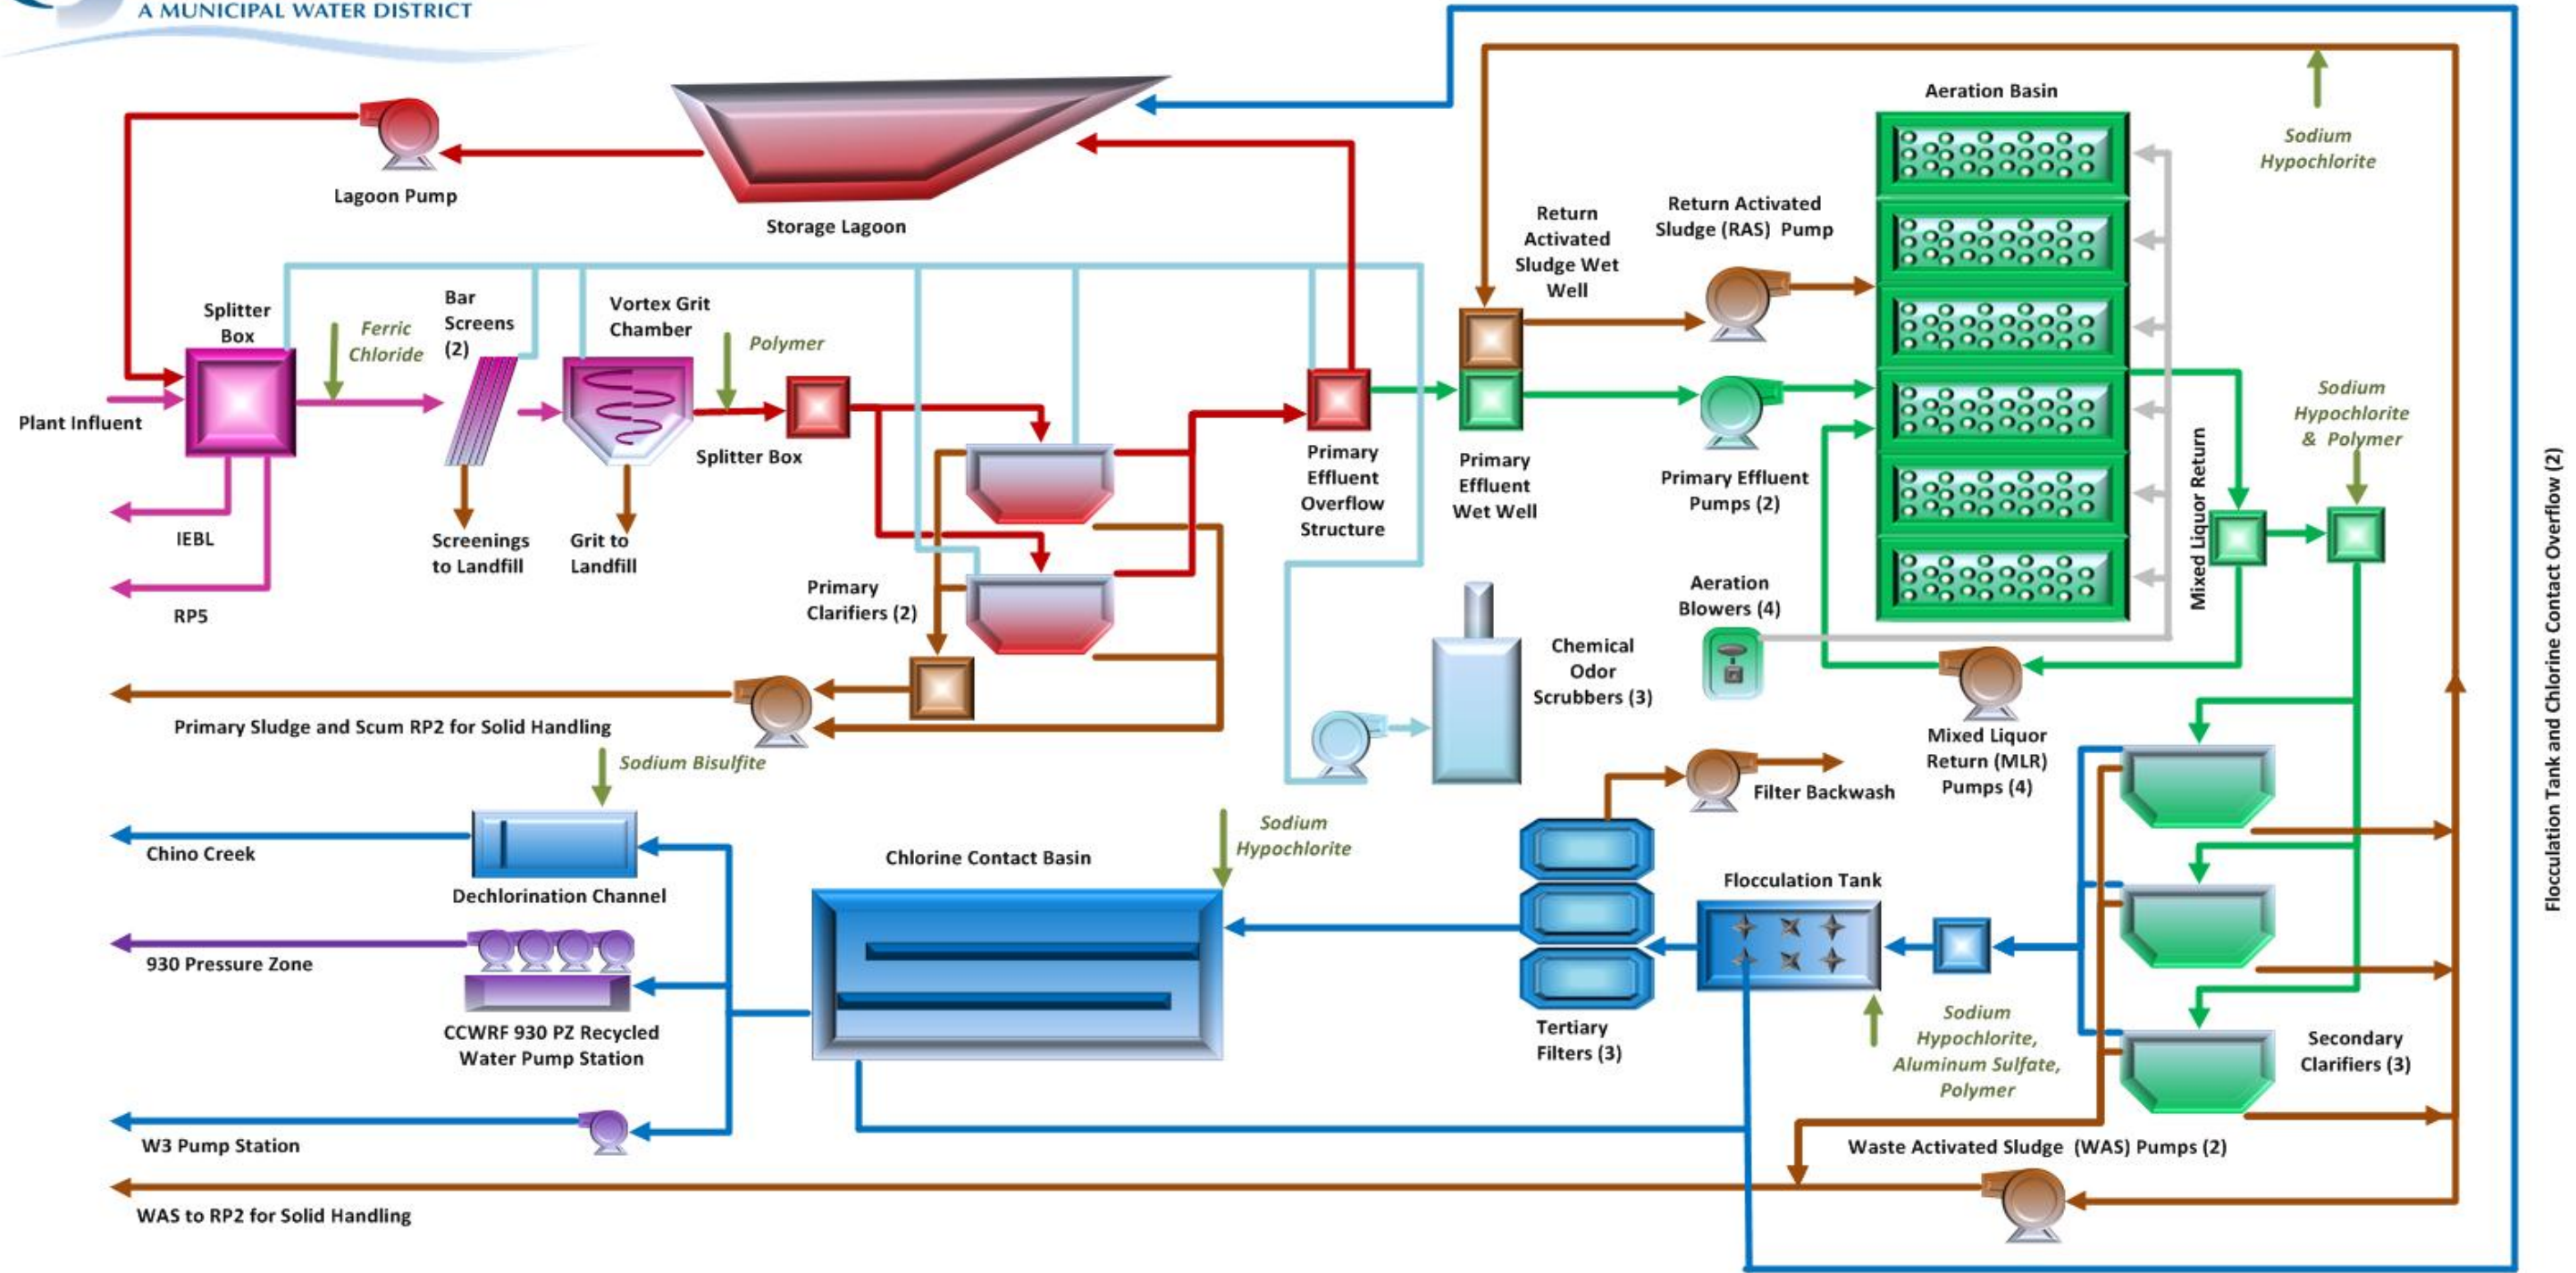 A MUNICIPAL WATER DISTRICT
Lagoon Pump
Storage Lagoon
Aeration Basin
Sodium
Hypochlorite
Return
Activated
Sludge Wet
Well
Return Activated
Sludge (RAS) Pump
Splitter
Box
Ferric
Chloride
Bar
Screens
(2)
Vortex Grit
Chamber
Polymer
Plant Influent
Splitter Box
IEBL
RP5
Screenings
to Landfill
Grit to
Landfill
Primary
Clarifiers (2)
Primary
Effluent
Overflow
Structure
Primary
Effluent
Wet Well
Primary Effluent
Pumps (2)
Sodium
Hypochlorite
& Polymer
Mixed Liquor Return
Aeration
Blowers (4)
Chemical
Odor
Scrubbers (3)
Mixed Liquor
Return (MLR)
Pumps (4)
Flocculation Tank and Chlorine Contact Overflow (2)
Primary Sludge and Scum RP2 for Solid Handling
Sodium Bisulfite
Filter Backwash
Chino Creek
Dechlorination Channel
Chlorine Contact Basin
Sodium
Hypochlorite
Flocculation Tank
930 Pressure Zone
CCWRF 930 PZ Recycled
Water Pump Station
Tertiary
Filters (3)
Sodium
Hypochlorite,
Aluminum Sulfate,
Polymer
Secondary
Clarifiers (3)
W3 Pump Station
Waste Activated Sludge (WAS) Pumps (2)
WAS to RP2 for Solid Handling